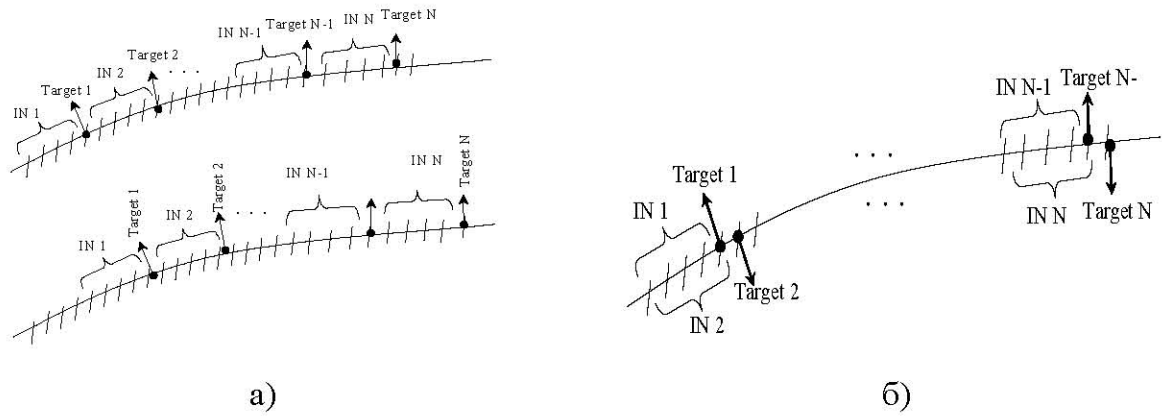 IN 1
Target 1
IN 2
Target 2
. . .
IN N-1
Target N-1
IN N
Target N
IN 1
Target 1
IN 2
Target 2
. . .
IN N-1
IN N
Target N
а)
IN 1
Target 1
IN 2
Target 2
. . .
. . .
IN N-1
Target N-
IN N
Target N
б)